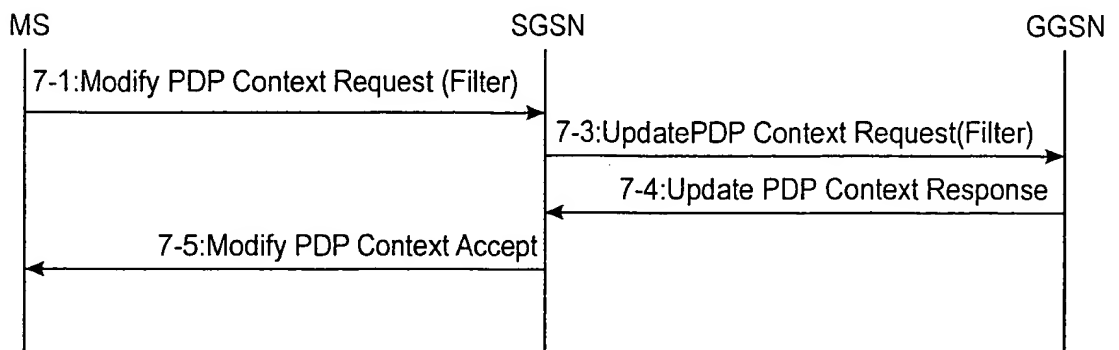 MS SGSN GGSN
7-1:Modify PDP Context Request (Filter)
7-3:UpdatePDP Context Request(Filter)
7-4:Update PDP Context Response
7-5:Modify PDP Context Accept